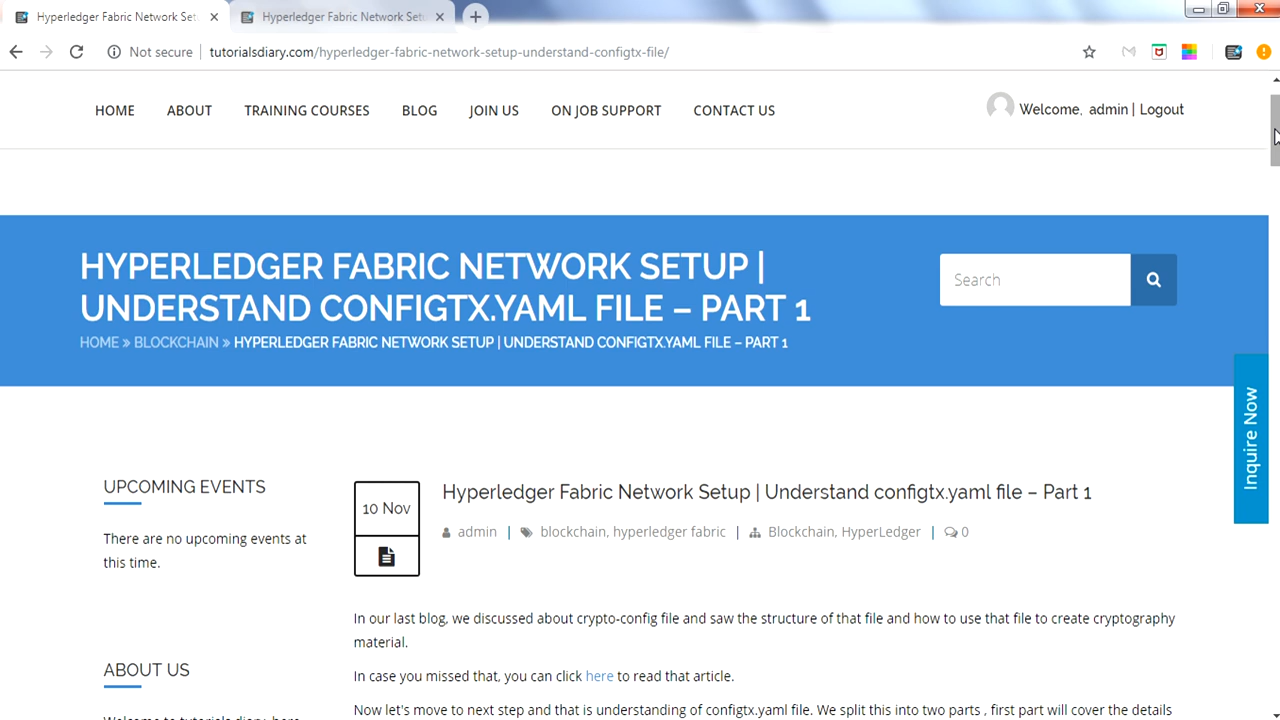 Hyperledger Fabric Network Set
Hyperledger Fabric Network Setu
Not secure
tutorialsdiary.com/hyperledger-fabric-network-setup-understand-configtx-file/
HOME ABOUT TRAINING COURSES BLOG JOIN US ON JOB SUPPORT CONTACT US
Welcome, admin | Logout
HYPERLEDGER FABRIC NETWORK SETUP |
UNDERSTAND CONFIGTX.YAML FILE – PART 1
HOME » BLOCKCHAIN » HYPERLEDGER FABRIC NETWORK SETUP | UNDERSTAND CONFIGTX.YAML FILE – PART 1
Search
Inquire Now
UPCOMING EVENTS
There are no upcoming events at
this time.
ABOUT US
Welcome to tutorials diary, here
10 Nov
Hyperledger Fabric Network Setup | Understand configtx.yaml file – Part 1
admin | blockchain, hyperledger fabric | Blockchain, HyperLedger | 0
In our last blog, we discussed about crypto-config file and saw the structure of that file and how to use that file to create cryptography
material.
In case you missed that, you can click here to read that article.
Now let's move to next step and that is understanding of configtx.yaml file. We split this into two parts , first part will cover the details